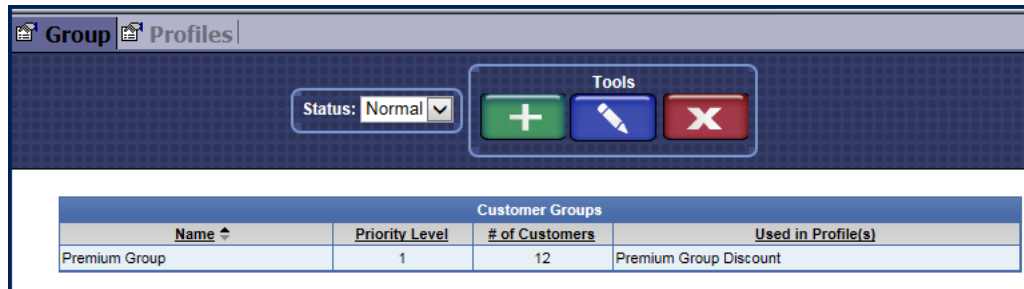 Group Profiles
Tools
Status: Normal
Customer Groups
Name Priority Level # of Customers Used in Profile(s)
Premium Group 1 12 Premium Group Discount